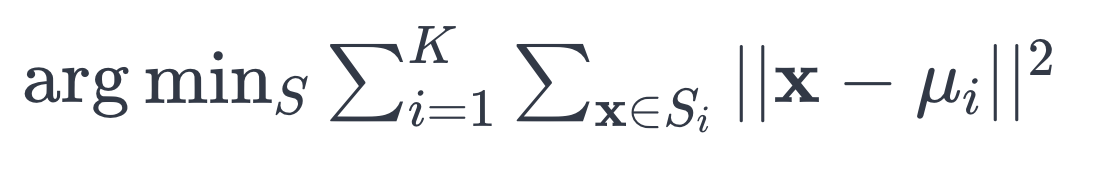 arg min_S ∑_{i=1}^{K} ∑_{𝐱∈S_i} ||𝐱 − μ_i||^2